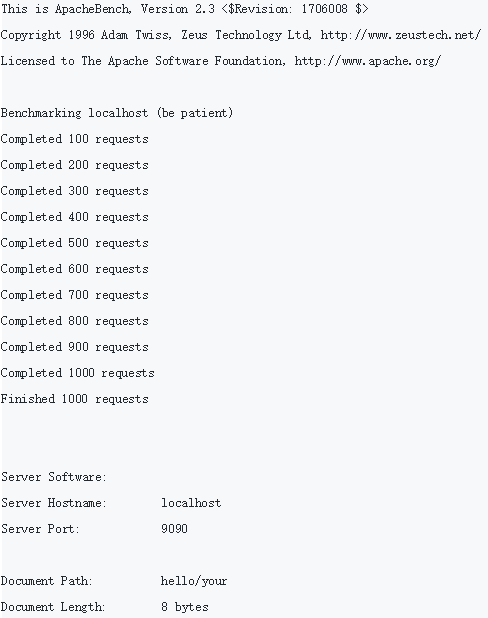 This is ApacheBench, Version 2.3 <$Revision: 1706008 $>
Copyright 1996 Adam Twiss, Zeus Technology Ltd, http://www.zeustech.net/
Licensed to The Apache Software Foundation, http://www.apache.org/

Benchmarking localhost (be patient)
Completed 100 requests
Completed 200 requests
Completed 300 requests
Completed 400 requests
Completed 500 requests
Completed 600 requests
Completed 700 requests
Completed 800 requests
Completed 900 requests
Completed 1000 requests
Finished 1000 requests

Server Software:
Server Hostname:        localhost
Server Port:            9090

Document Path:          hello/your
Document Length:        8 bytes